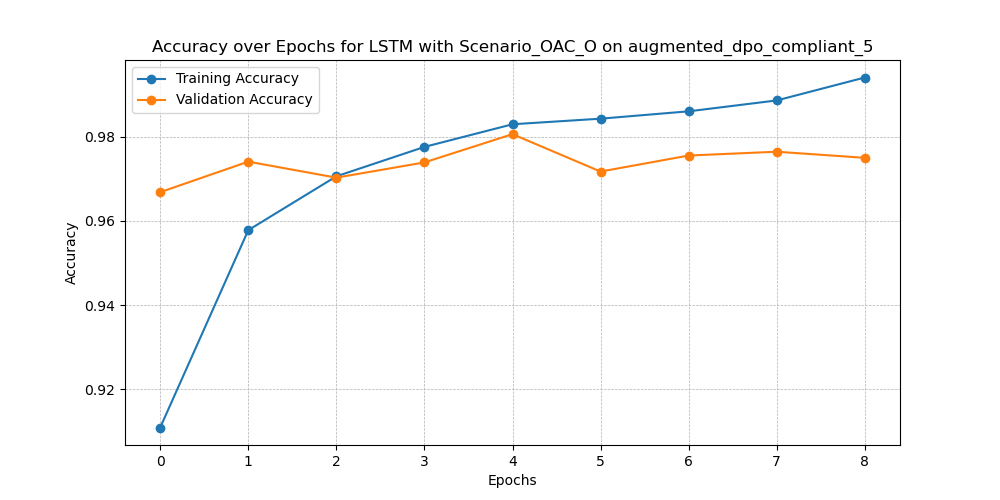 Accuracy over Epochs for LSTM with Scenario_OAC_O on augmented_dpo_compliant_5
Training Accuracy
Validation Accuracy
Accuracy
0.98
0.96
0.94
0.92
0 1 2 3 4 5 6 7 8
Epochs